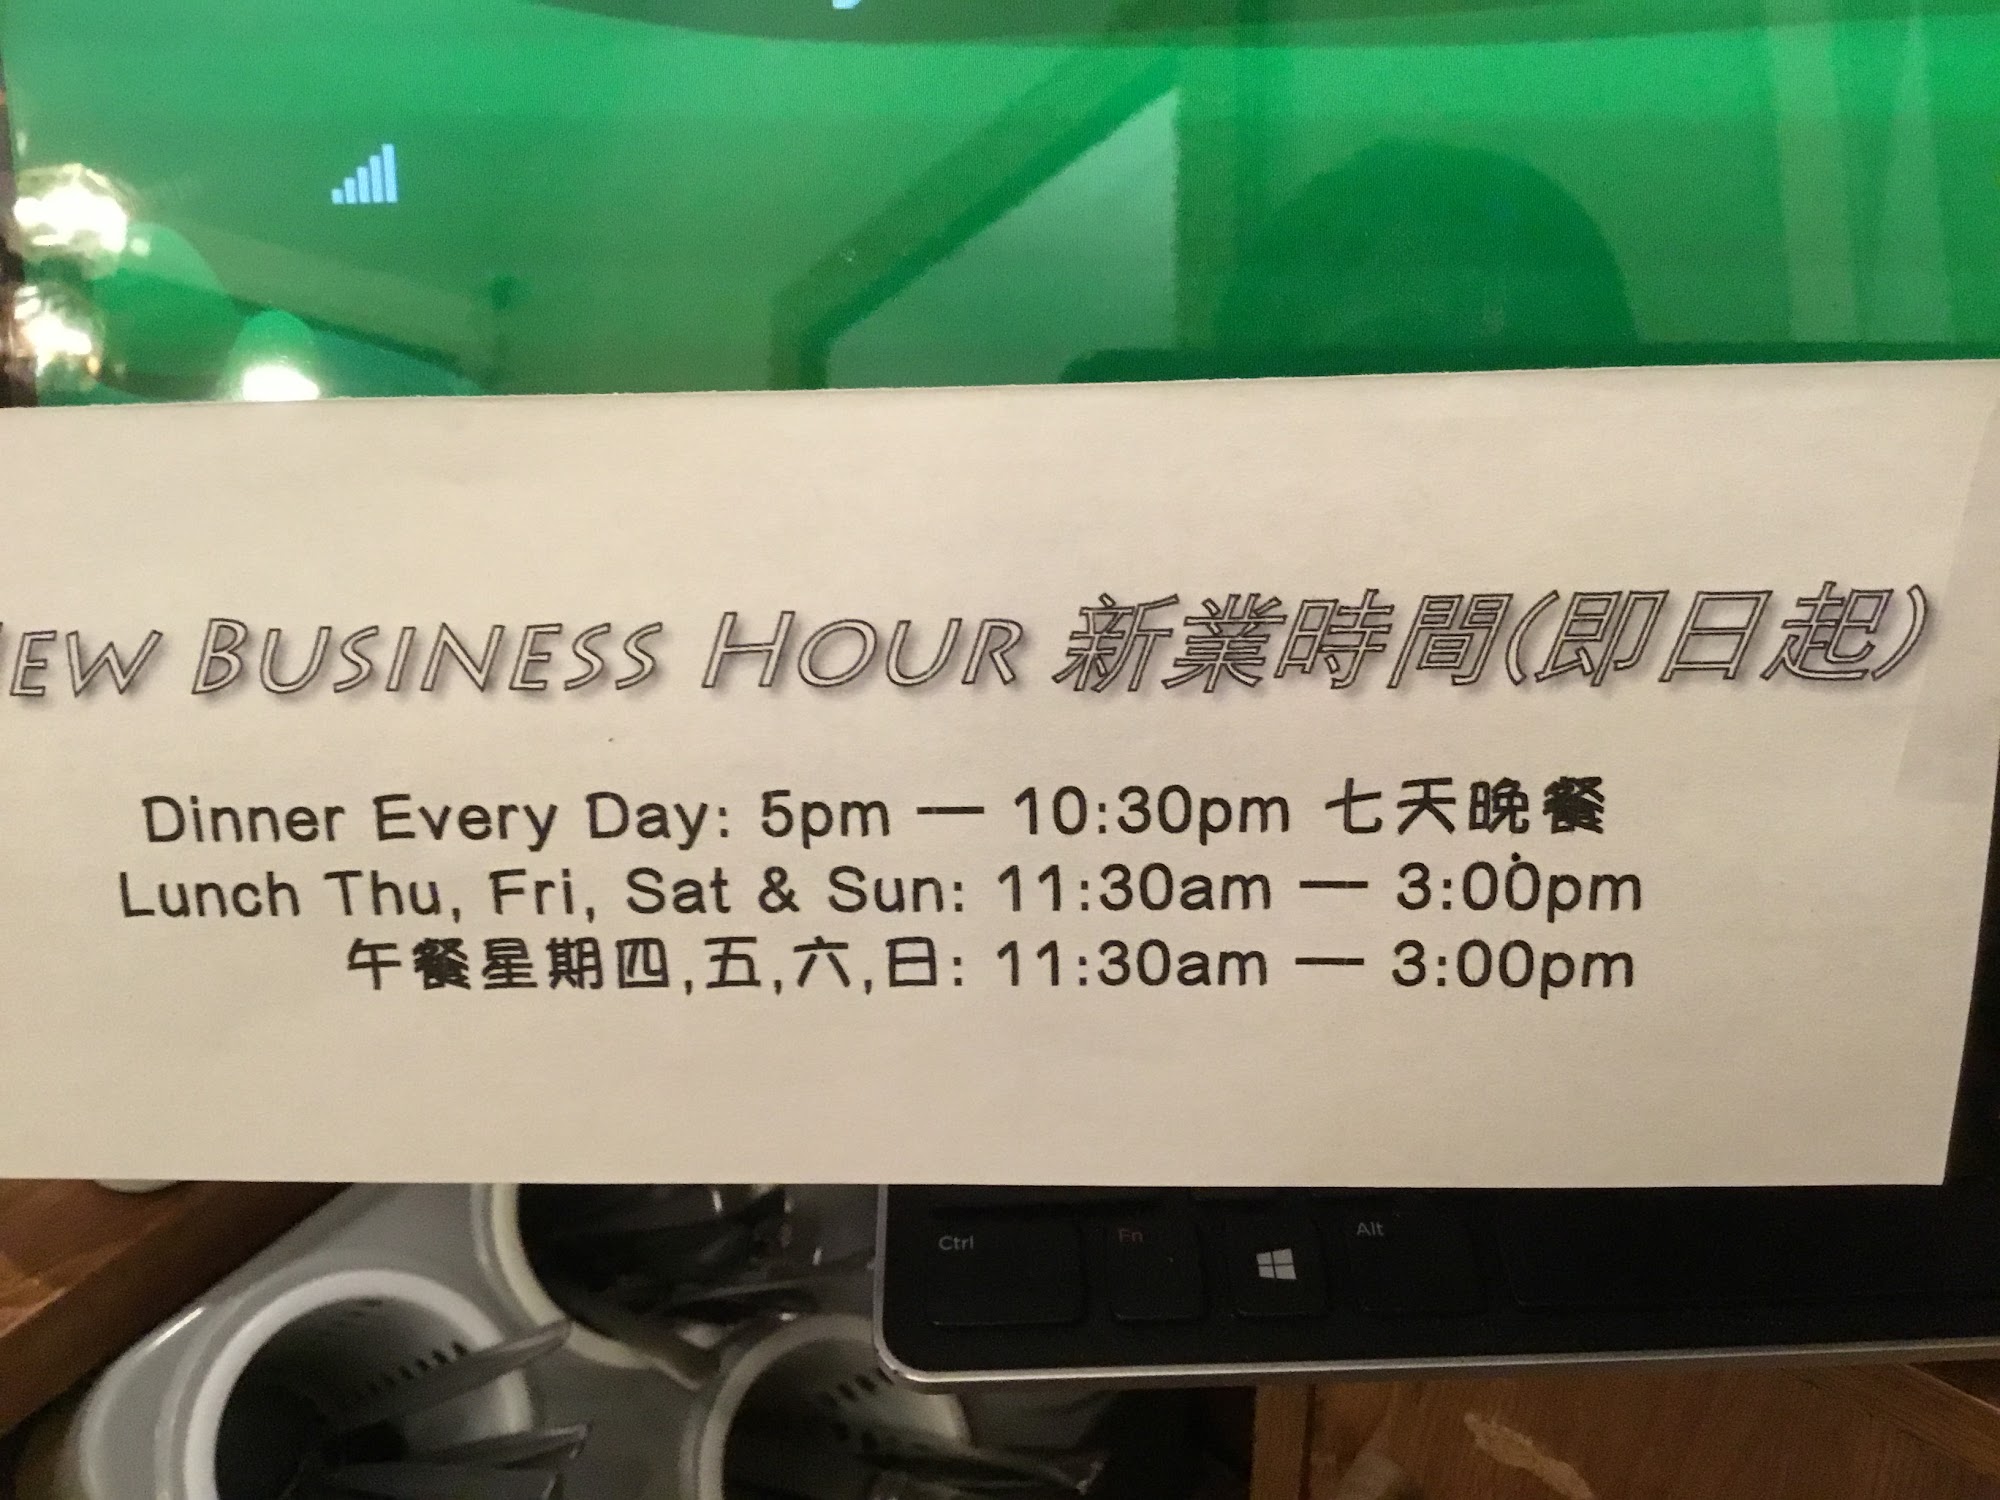 New Business Hour 新業時間(即日起)
Dinner Every Day: 5pm — 10:30pm 七天晚餐
Lunch Thu, Fri, Sat & Sun: 11:30am — 3:00pm
午餐星期四,五,六,日: 11:30am — 3:00pm
Ctrl Fn Alt